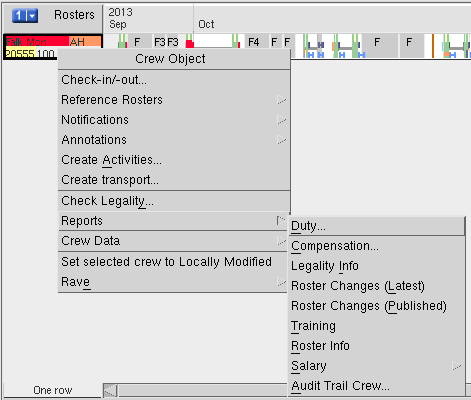 1 Rosters
2013
Sep
Oct
AH
F F3 F3 F4 F F F F
20555 100
Crew Object
Check-in/-out...
Reference Rosters
Notifications
Annotations
Create Activities...
Create transport...
Check Legality...
Reports
Crew Data
Set selected crew to Locally Modified
Rave
Duty...
Compensation...
Legality Info
Roster Changes (Latest)
Roster Changes (Published)
Training
Roster Info
Salary
Audit Trail Crew...
One row